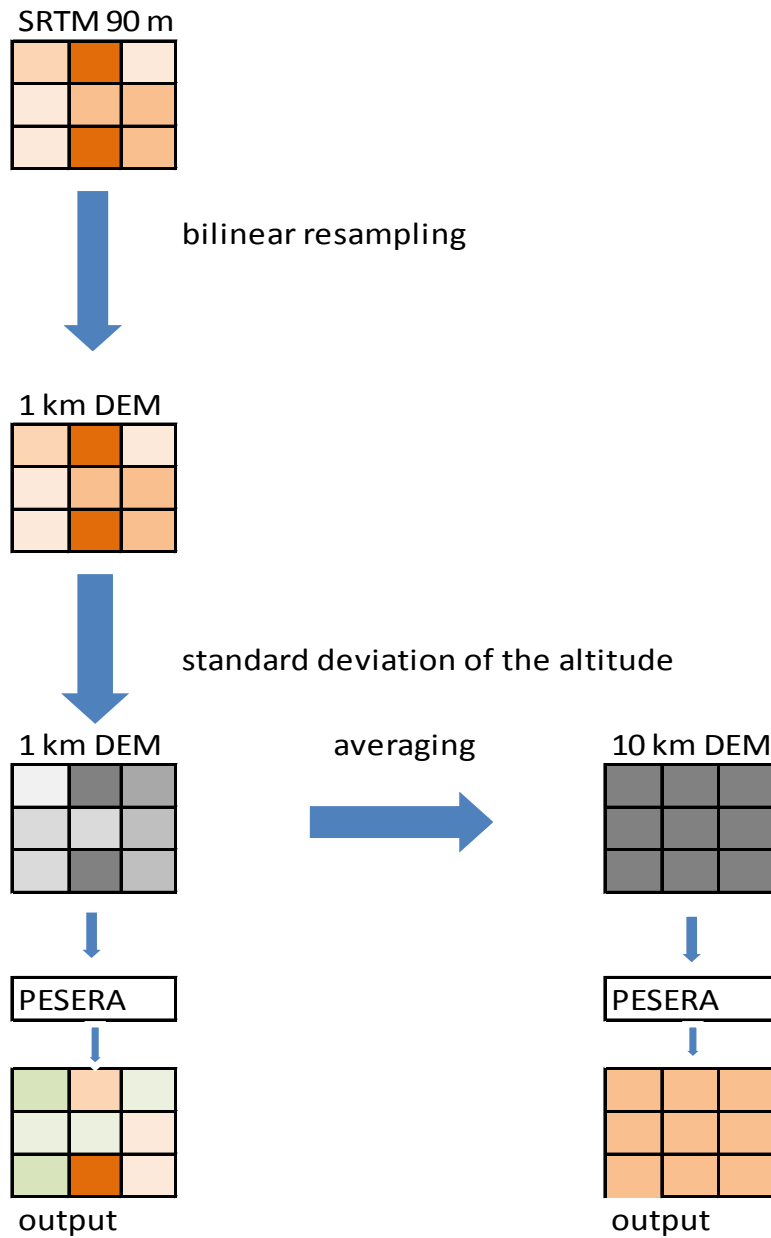 SRTM 90 m
bilinear resampling
1 km DEM
standard deviation of the altitude
1 km DEM
averaging
10 km DEM
PESERA
PESERA
output
output